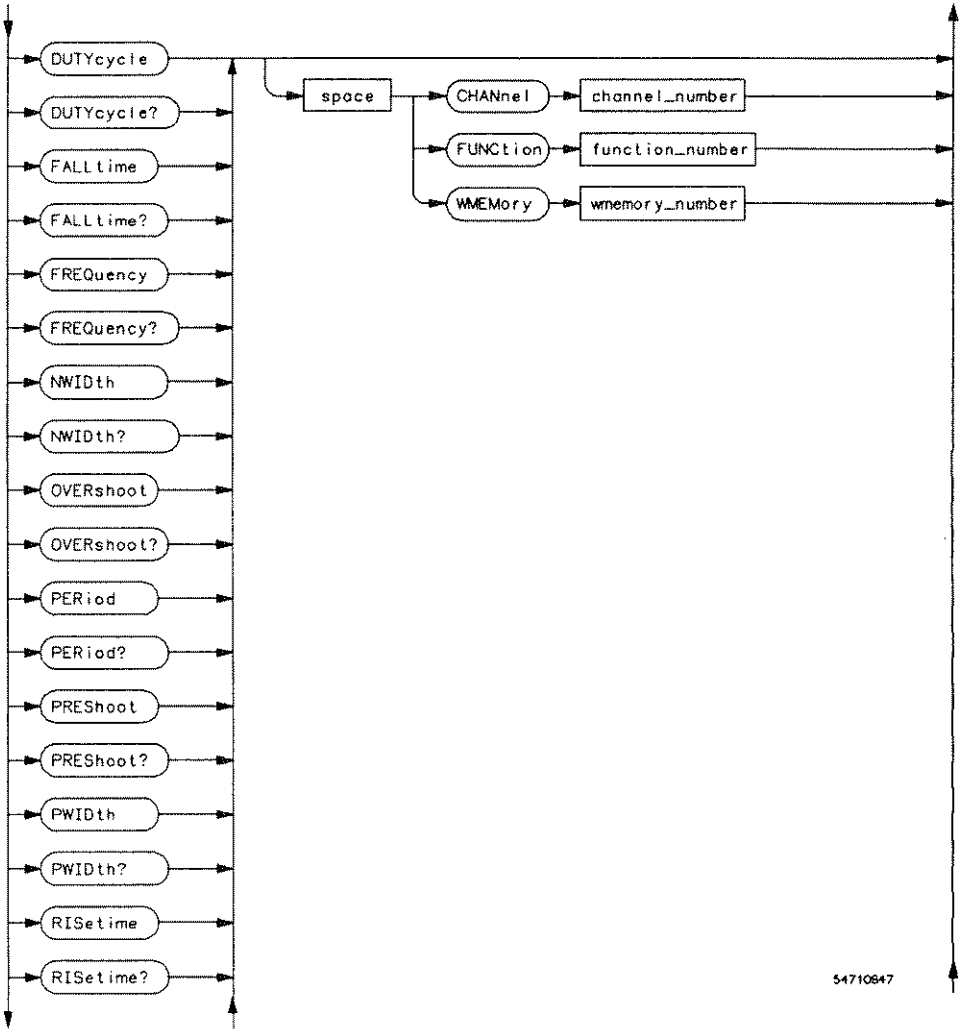 DUTYcycle
space CHANnel channel_number
DUTYcycle?
FUNCtion function_number
FALLtime
WMEMory wmemory_number
FALLtime?
FREQuency
FREQuency?
NWIDth
NWIDth?
OVERshoot
OVERshoot?
PERiod
PERiod?
PREShoot
PREShoot?
PWIDth
PWIDth?
RISetime
RISetime?
54710847